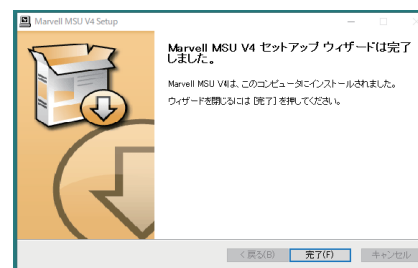 Marvell MSU V4 Setup
Marvell MSU V4 セットアップ ウィザードは完了
しました。
Marvell MSU V4は、このコンピュータにインストールされました。
ウィザードを閉じるには [完了] を押してください。
< 戻る(B)
完了(F)
キャンセル